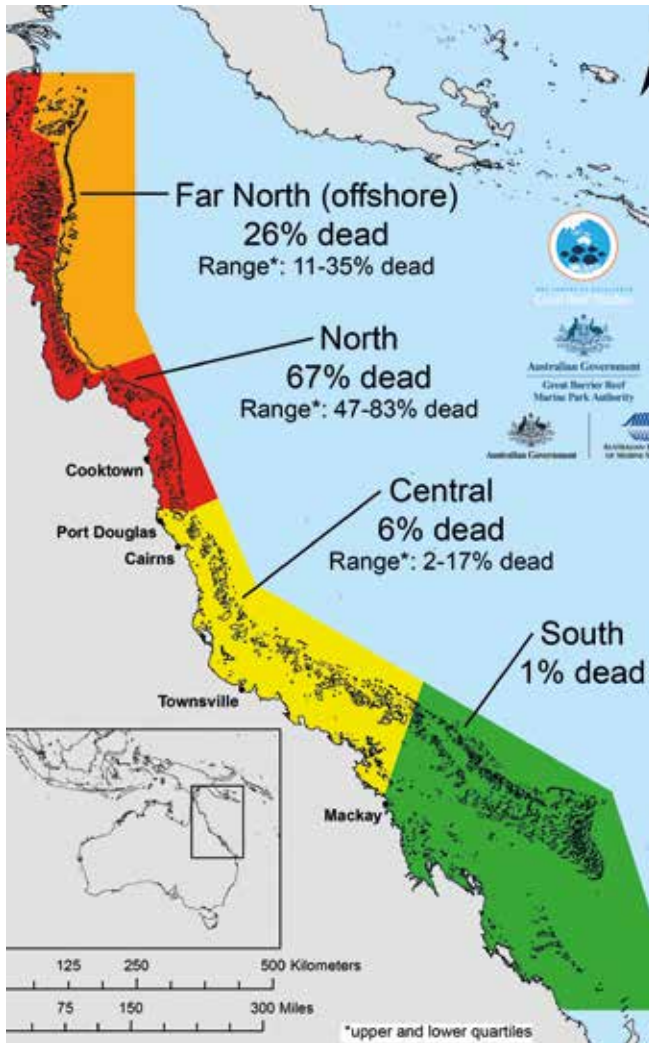 Far North (offshore)
26% dead
Range*: 11-35% dead
North
67% dead
Range*: 47-83% dead
Cooktown
Central
6% dead
Range*: 2-17% dead
Port Douglas
Cairns
South
1% dead
Townsville
Mackay
Australian Government
Great Barrier Reef
Marine Park Authority
Australian Government
125 250 500 Kilometers
75 150 300 Miles
*upper and lower quartiles